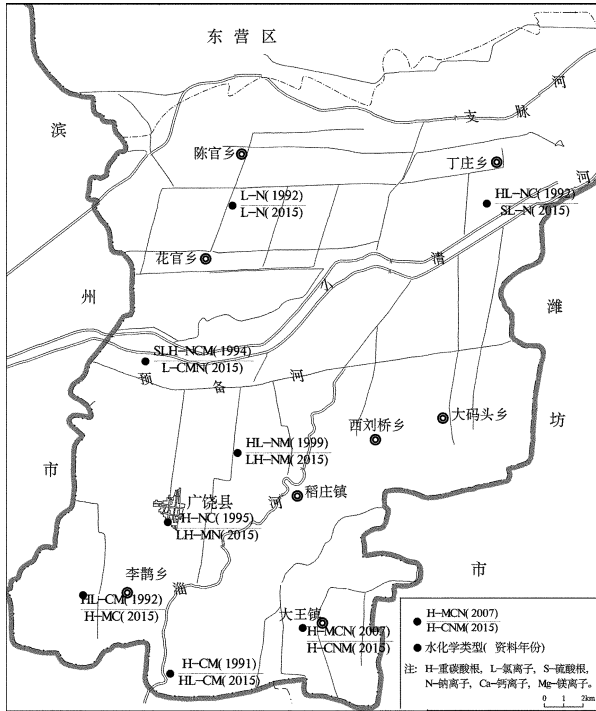 东营区
支脉河
滨
陈官乡
丁庄乡
L-N(1992)
L-N(2015)
HL-NC(1992)
SL-N(2015)
花官乡
小清河
州
潍
SLH-NCM(1994)
L-CMN(2015)
预备河
大码头乡
西刘桥乡
坊
HL-NM(1999)
LH-NM(2015)
市
广饶县
河
稻庄镇
H-NC(1995)
LH-MN(2015)
李鹊乡
淄
市
HL-CM(1992)
H-MC(2015)
大王镇
H-MCN(2007)
H-CNM(2015)
H-CM(1991)
HL-CM(2015)
H-MCN(2007)
H-CNM(2015)
水化学类型( 资料年份)
注: H-重碳酸根, L-氯离子, S-硫酸根,
N-钠离子, Ca-钙离子, Mg-镁离子。
0 1 2km